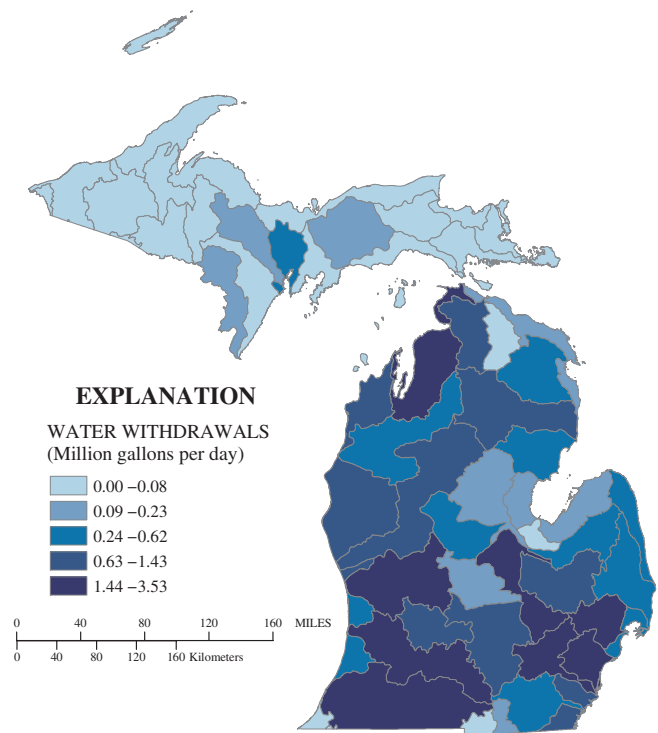 EXPLANATION
WATER WITHDRAWALS
(Million gallons per day)
0.00 –0.08
0.09 –0.23
0.24 –0.62
0.63 –1.43
1.44 –3.53
0 40 80 120 160 MILES
0 40 80 120 160 Kilometers